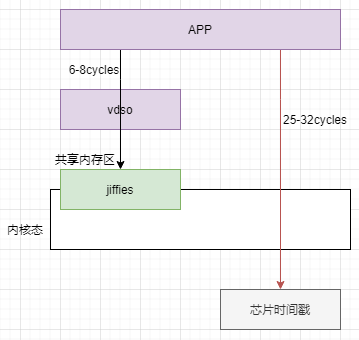 APP
6-8cycles
vdso
25-32cycles
共享内存区
jiffies
内核态
芯片时间戳